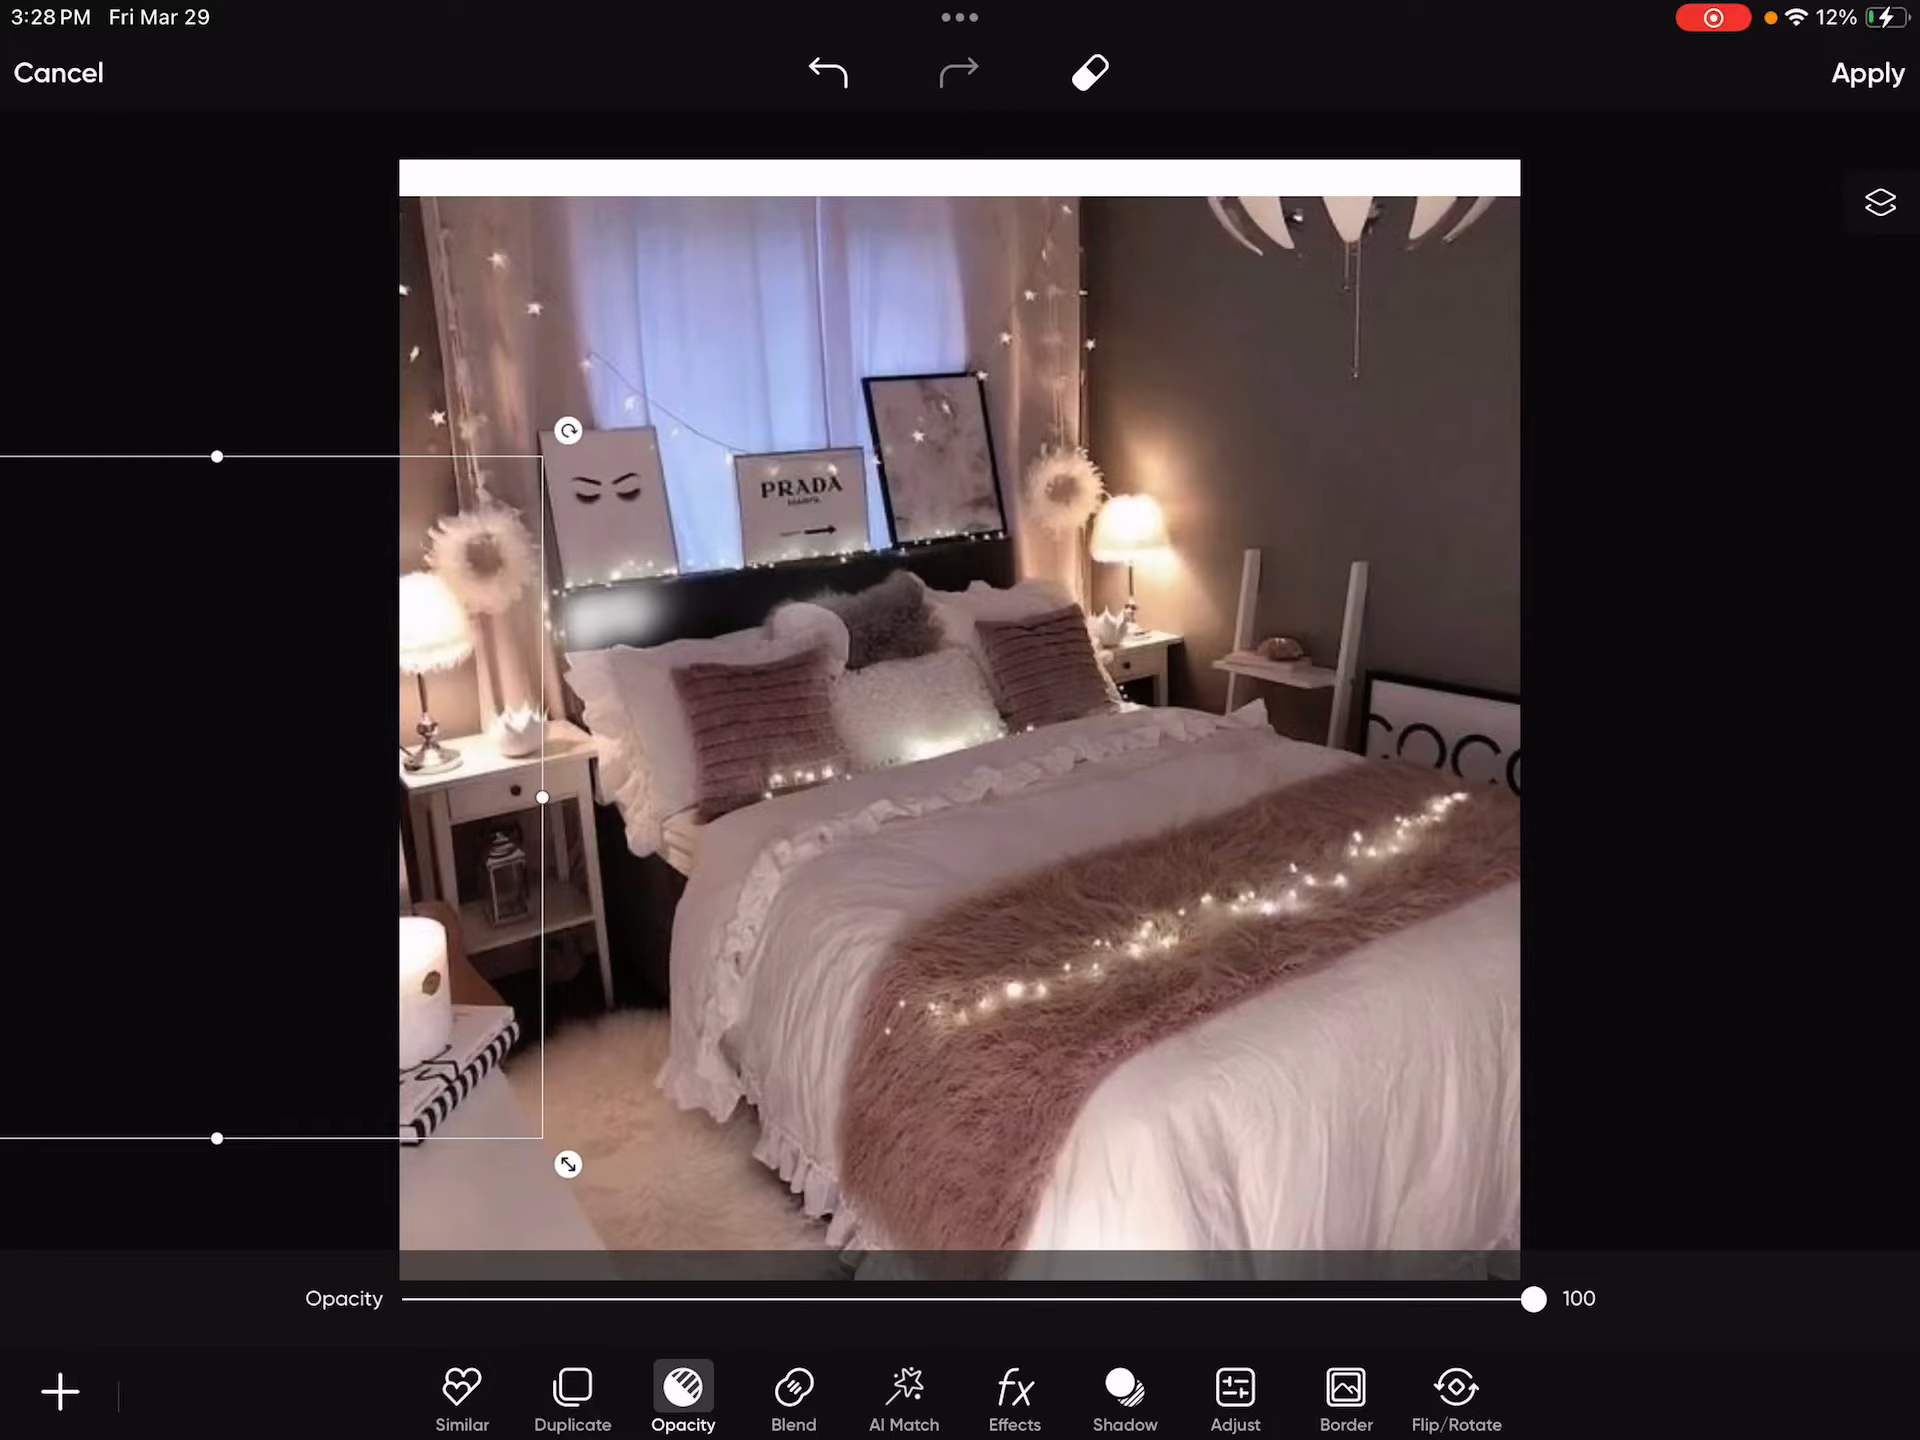 3:28 PM Fri Mar 29
12%
Cancel
Apply
PRADA
COCO
Opacity
100
Similar
Duplicate
Opacity
Blend
AI Match
Effects
Shadow
Adjust
Border
Flip/Rotate